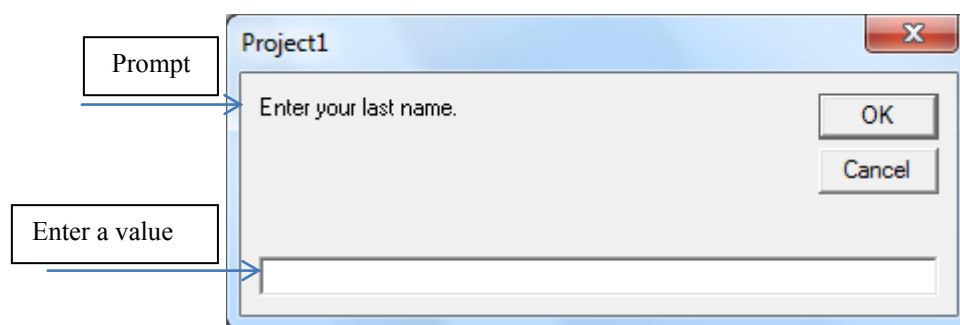 Project1
Prompt
Enter your last name.
OK
Cancel
Enter a value